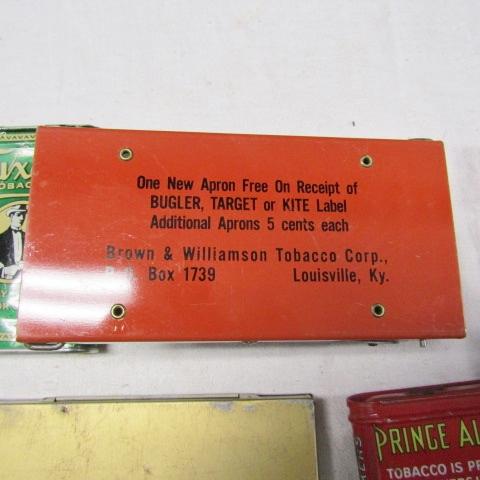 One New Apron Free On Receipt of
BUGLER, TARGET or KITE Label
Additional Aprons 5 cents each
Brown & Williamson Tobacco Corp.,
P.O. Box 1739 Louisville, Ky.
PRINCE AL
TOBACCO IS PR